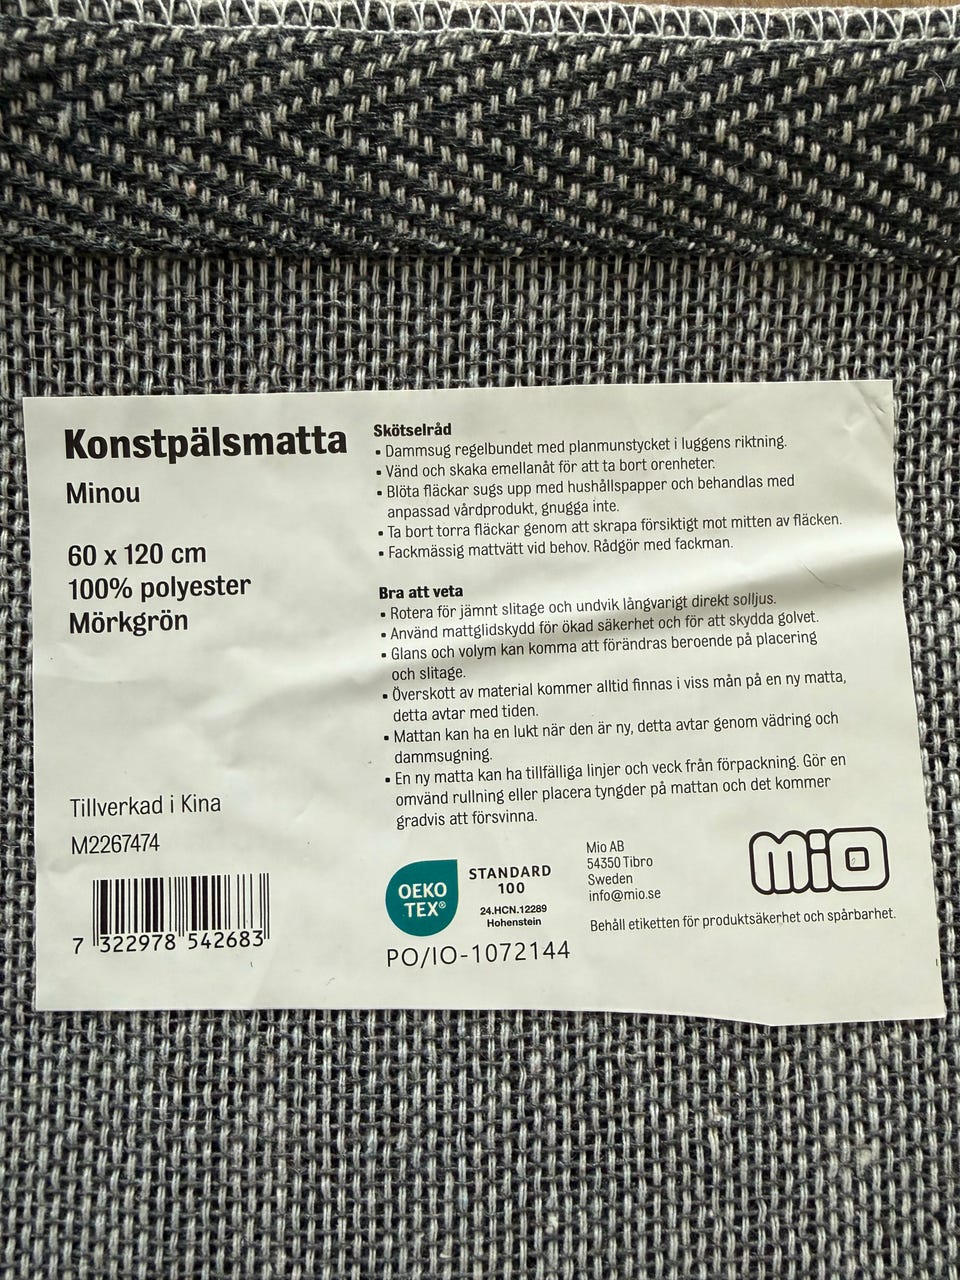 Konstpälsmatta
Minou
60 x 120 cm
100% polyester
Mörkgrön
Tillverkad i Kina
M2267474
7 322978 542683
Skötselråd
• Dammsug regelbundet med planmunstycket i luggens riktning.
• Vänd och skaka emellanåt för att ta bort orenheter.
• Blöta fläckar sugs upp med hushållspapper och behandlas med
anpassad vårdprodukt, gnugga inte.
• Ta bort torra fläckar genom att skrapa försiktigt mot mitten av fläcken.
• Fackmässig mattvätt vid behov. Rådgör med fackman.
Bra att veta
• Rotera för jämnt slitage och undvik långvarigt direkt solljus.
• Använd mattglidskydd för ökad säkerhet och för att skydda golvet.
• Glans och volym kan komma att förändras beroende på placering
och slitage.
• Överskott av material kommer alltid finnas i viss mån på en ny matta,
detta avtar med tiden.
• Mattan kan ha en lukt när den är ny, detta avtar genom vädring och
dammsugning.
• En ny matta kan ha tillfälliga linjer och veck från förpackning. Gör en
omvänd rullning eller placera tyngder på mattan och det kommer
gradvis att försvinna.
OEKO
TEX®
STANDARD
100
24.HCN.12289
Hohenstein
PO/IO-1072144
Mio AB
54350 Tibro
Sweden
info@mio.se
mio
Behåll etiketten för produktsäkerhet och spårbarhet.